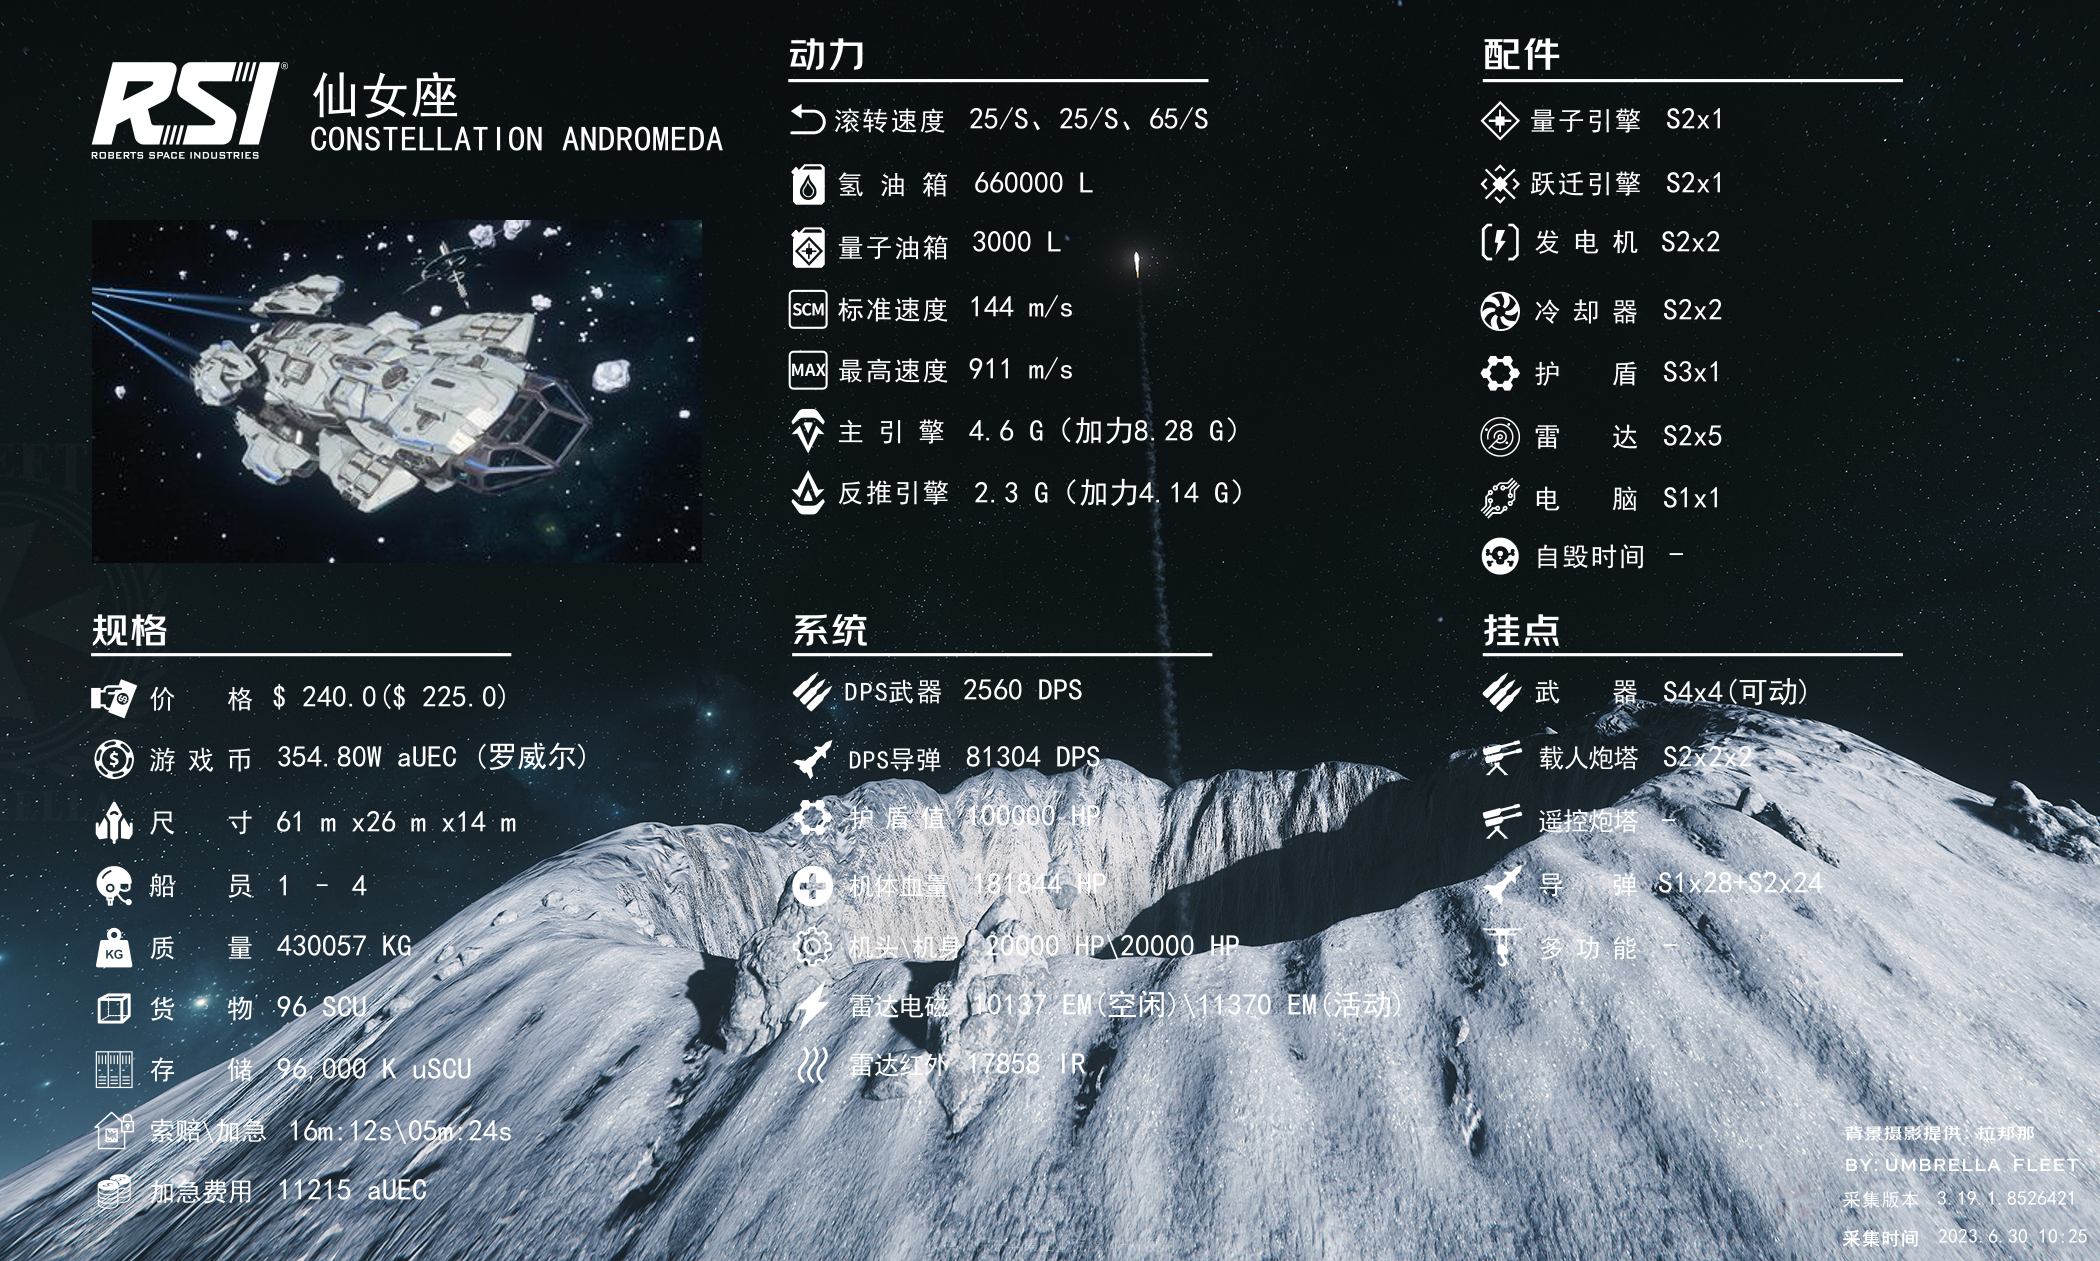 RSI®
ROBERTS SPACE INDUSTRIES
仙女座
CONSTELLATION ANDROMEDA
动力
滚转速度 25/S、25/S、65/S
氢油箱 660000 L
量子油箱 3000 L
SCM 标准速度 144 m/s
MAX 最高速度 911 m/s
主引擎 4.6 G（加力8.28 G）
反推引擎 2.3 G（加力4.14 G）
配件
量子引擎 S2x1
跃迁引擎 S2x1
发电机 S2x2
冷却器 S2x2
护盾 S3x1
雷达 S2x5
电脑 S1x1
自毁时间 -
规格
价格 $ 240.0($ 225.0)
游戏币 354.80W aUEC (罗威尔)
尺寸 61 m x26 m x14 m
船员 1 - 4
KG 质量 430057 KG
货物 96 SCU
存储 96,000 K uSCU
索赔\加急 16m:12s\05m:24s
加急费用 11215 aUEC
系统
DPS武器 2560 DPS
DPS导弹 81304 DPS
护盾值 100000 HP
机体血量 181844 HP
机头\机身 20000 HP\20000 HP
雷达电磁 10137 EM(空闲)\11370 EM(活动)
雷达红外 17858 IR
挂点
武器 S4x4(可动)
载人炮塔 S2x2x2
遥控炮塔 -
导弹 S1x28+S2x24
多功能 -
背景摄影提供：拉邦那
BY: UMBRELLA FLEET
采集版本 3.19.1.8526421
采集时间 2023.6.30 10:25